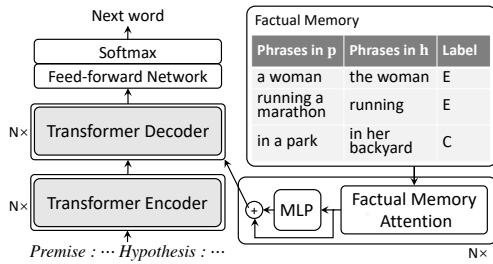 Next word
Softmax
Feed-forward Network
N×
Transformer Decoder
N×
Transformer Encoder
Premise : ⋯ Hypothesis : ⋯
Factual Memory
Phrases in p Phrases in h Label
a woman the woman E
running a marathon running E
in a park in her backyard C
+
MLP
Factual Memory
Attention
N×